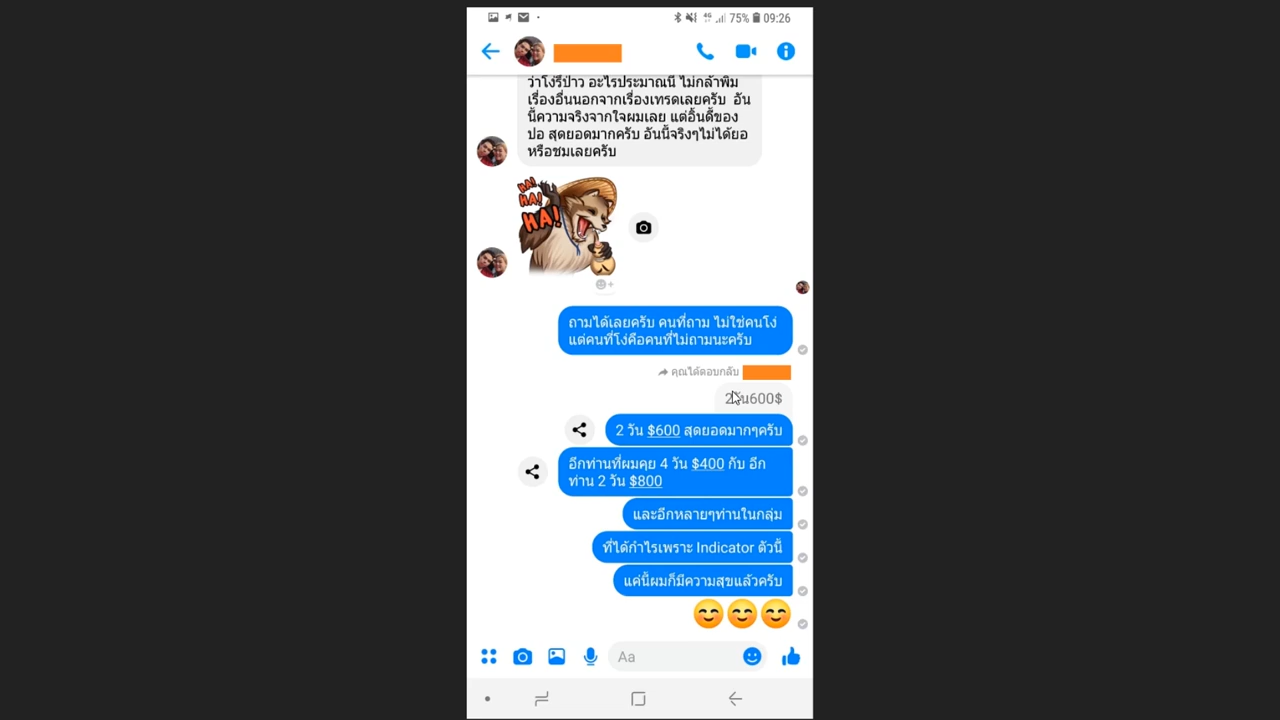 75% 09:26
ว่าโง่รึป่าว อะไรประมาณนี้ ไม่กล้าพิม
เรื่องอื่นนอกจากเรื่องเทรดเลยครับ อัน
นี้ความจริงจากใจผมเลย แต่อิ้นดี้ของ
ปอ สุดยอดมากครับ อันนี้จริงๆไม่ได้ยอ
หรือชมเลยครับ
HA!
HA!
HA!
ถามได้เลยครับ คนที่ถาม ไม่ใช่คนโง่
แต่คนที่โง่คือคนที่ไม่ถามนะครับ
คุณได้ตอบกลับ
2วัน600$
2 วัน $600 สุดยอดมากๆครับ
อีกท่านที่ผมคุย 4 วัน $400 กับ อีก
ท่าน 2 วัน $800
และอีกหลายๆท่านในกลุ่ม
ที่ได้กำไรเพราะ Indicator ตัวนี้
แค่นี้ผมก็มีความสุขแล้วครับ
Aa